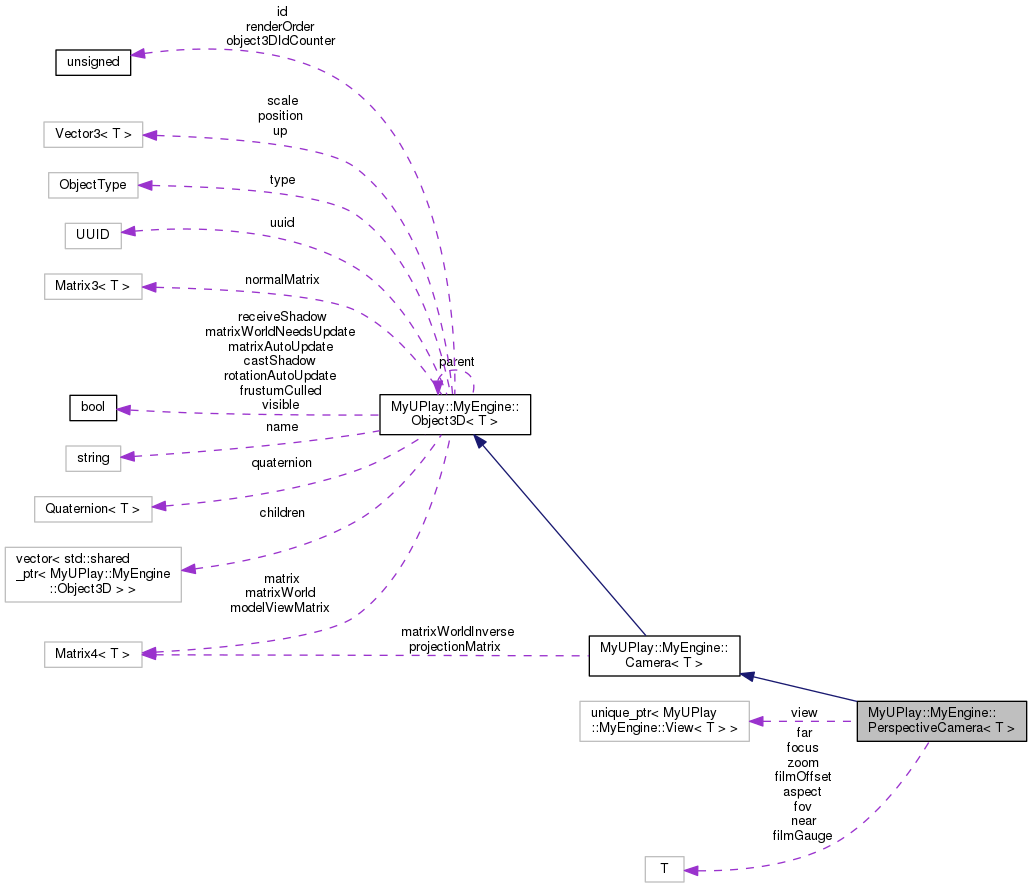 id
renderOrder
object3DIdCounter
unsigned
scale
position
up
Vector3< T >
type
ObjectType
uuid
UUID
normalMatrix
Matrix3< T >
receiveShadow
matrixWorldNeedsUpdate
matrixAutoUpdate
castShadow
rotationAutoUpdate
frustumCulled
visible
bool
parent
MyUPlay::MyEngine::
Object3D< T >
name
string
quaternion
Quaternion< T >
children
vector< std::shared
_ptr< MyUPlay::MyEngine
::Object3D > >
matrix
matrixWorld
modelViewMatrix
Matrix4< T >
matrixWorldInverse
projectionMatrix
MyUPlay::MyEngine::
Camera< T >
unique_ptr< MyUPlay
::MyEngine::View< T > >
view
MyUPlay::MyEngine::
PerspectiveCamera< T >
far
focus
zoom
filmOffset
aspect
fov
near
filmGauge
T